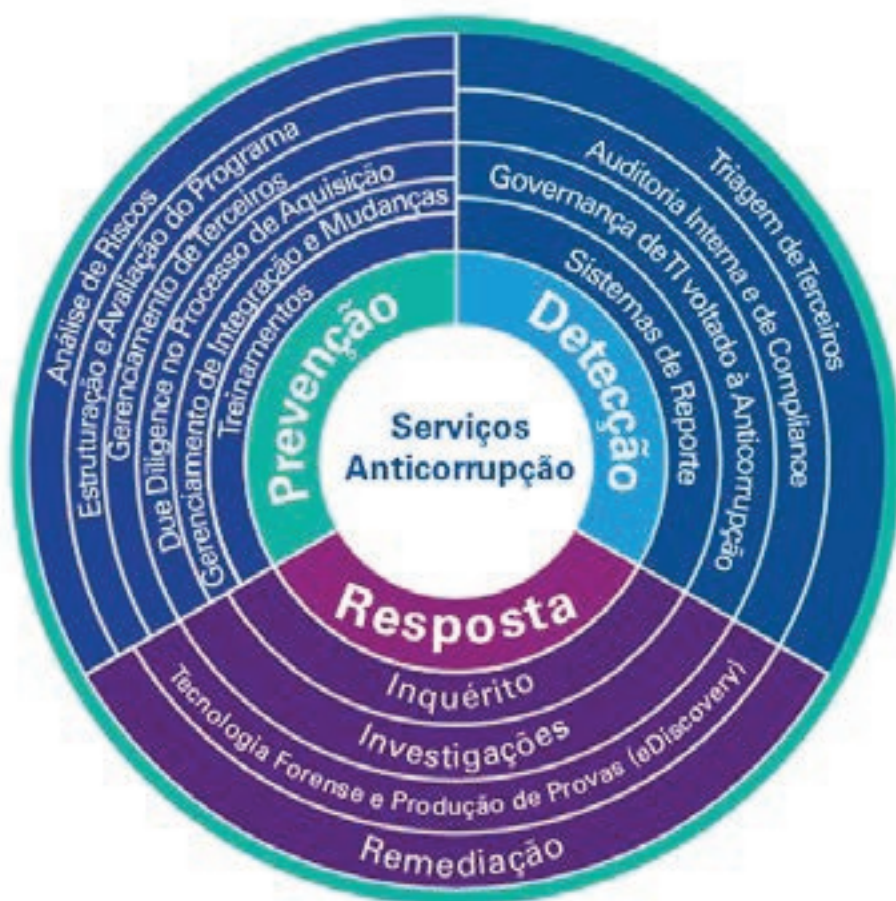 Serviços
Anticorrupção
Prevenção
Análise de Riscos
Estruturação e Avaliação do Programa
Gerenciamento de Terceiros
Due Diligence no Processo de Aquisição
Gerenciamento de Integração e Mudanças
Treinamentos
Detecção
Triagem de Terceiros
Auditoria Interna e de Compliance
Governança de TI voltado à Anticorrupção
Sistemas de Reporte
Resposta
Inquérito
Investigações
Tecnologia Forense e Produção de Provas (eDiscovery)
Remediação